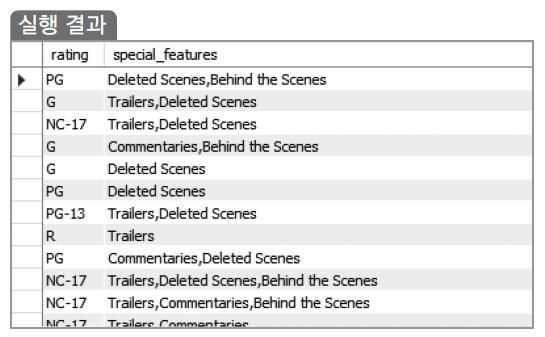 실행 결과
rating special_features
PG Deleted Scenes,Behind the Scenes
G Trailers,Deleted Scenes
NC-17 Trailers,Deleted Scenes
G Commentaries,Behind the Scenes
G Deleted Scenes
PG Deleted Scenes
PG-13 Trailers,Deleted Scenes
R Trailers
PG Commentaries,Deleted Scenes
NC-17 Trailers,Deleted Scenes,Behind the Scenes
NC-17 Trailers,Commentaries,Behind the Scenes
NC-17 Trailers,Commentaries